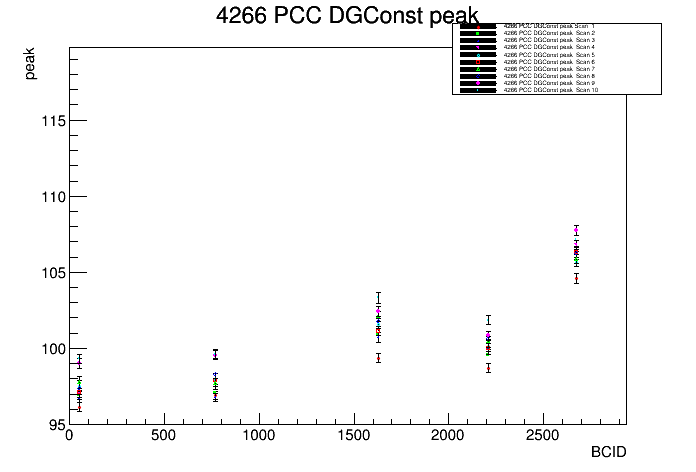 4266 PCC DGConst peak
peak
4266 PCC DGConst peak Scan 1
4266 PCC DGConst peak Scan 2
4266 PCC DGConst peak Scan 3
4266 PCC DGConst peak Scan 4
4266 PCC DGConst peak Scan 5
4266 PCC DGConst peak Scan 6
4266 PCC DGConst peak Scan 7
4266 PCC DGConst peak Scan 8
4266 PCC DGConst peak Scan 9
4266 PCC DGConst peak Scan 10
115
110
105
100
95
0 500 1000 1500 2000 2500
BCID